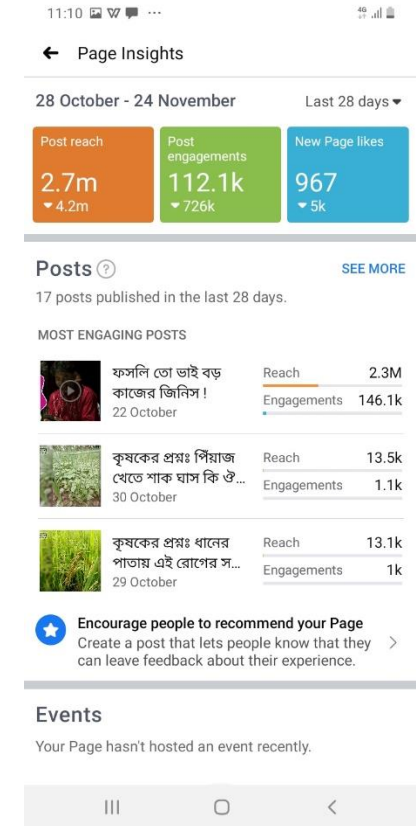 11:10
4G
Page Insights
28 October - 24 November
Last 28 days
Post reach
2.7m
4.2m
Post
engagements
112.1k
726k
New Page likes
967
5k
Posts
SEE MORE
17 posts published in the last 28 days.
MOST ENGAGING POSTS
ফসলি তো ভাই বড়
কাজের জিনিস !
22 October
Reach 2.3M
Engagements 146.1k
কৃষকের প্রশ্নঃ পিঁয়াজ
খেতে শাক ঘাস কি ঔ...
30 October
Reach 13.5k
Engagements 1.1k
কৃষকের প্রশ্নঃ ধানের
পাতায় এই রোগের স...
29 October
Reach 13.1k
Engagements 1k
Encourage people to recommend your Page
Create a post that lets people know that they
can leave feedback about their experience.
Events
Your Page hasn't hosted an event recently.